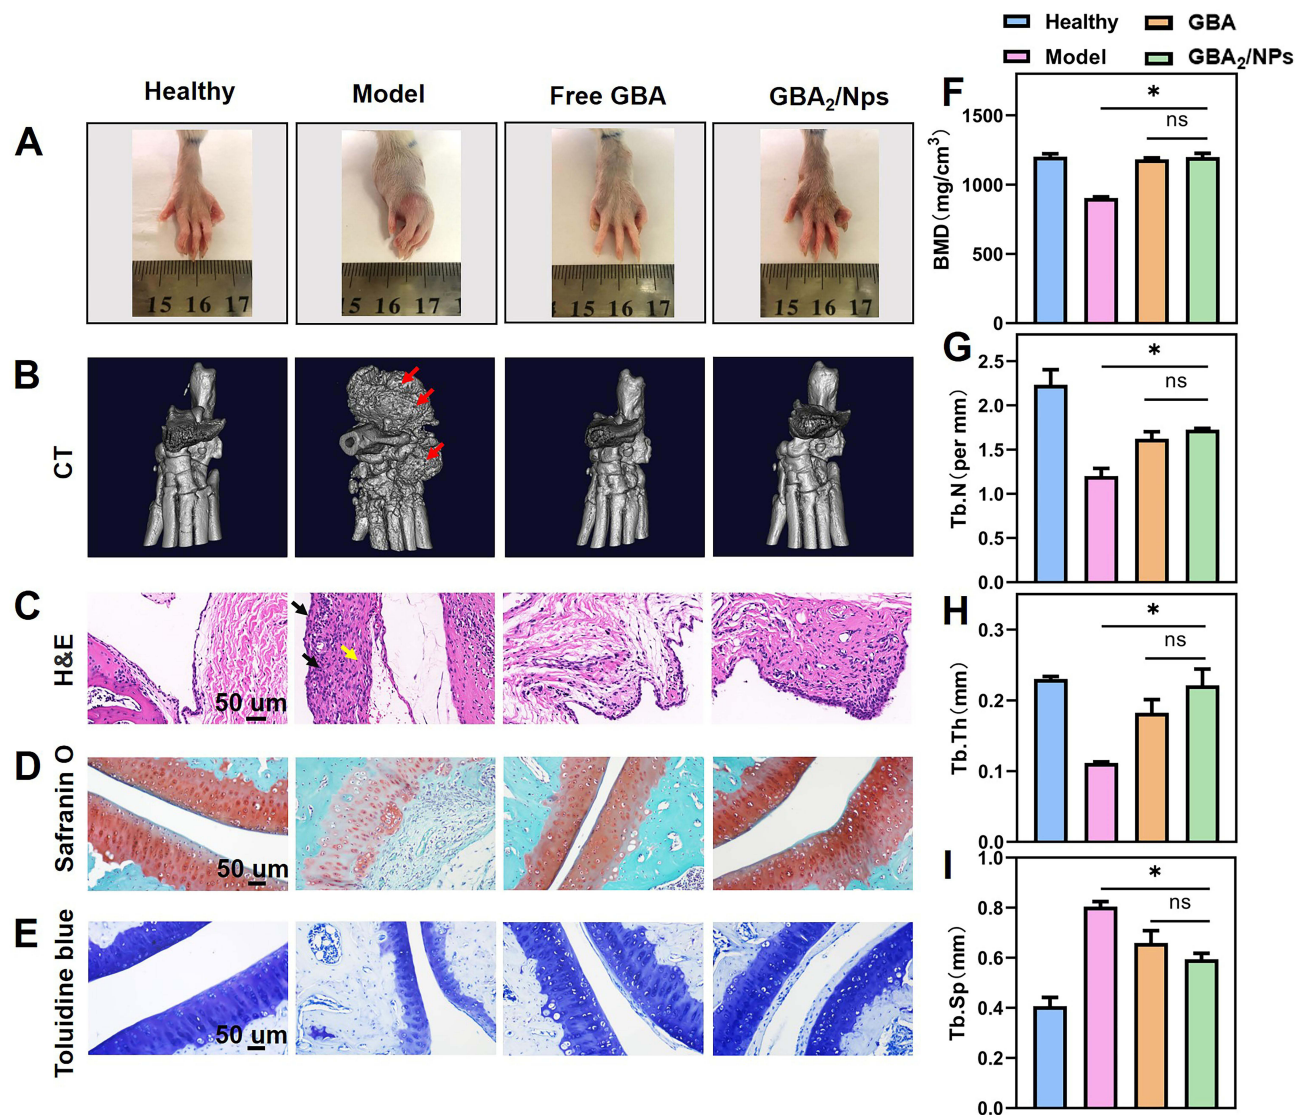 Healthy GBA
Model GBA2/NPs
Healthy Model Free GBA GBA2/Nps
A
15 16 17
15 16 17
15 16 17
15 16 17
B
CT
C
H&E
50 um
D
Safranin O
50 um
E
Toluidine blue
50 um
F
BMD(mg/cm3)
1500
1000
500
0
*
ns
G
Tb.N(per mm)
2.5
2.0
1.5
1.0
0.5
0.0
*
ns
H
Tb.Th(mm)
0.3
0.2
0.1
0.0
*
ns
I
Tb.Sp(mm)
1.0
0.8
0.6
0.4
0.2
0.0
*
ns